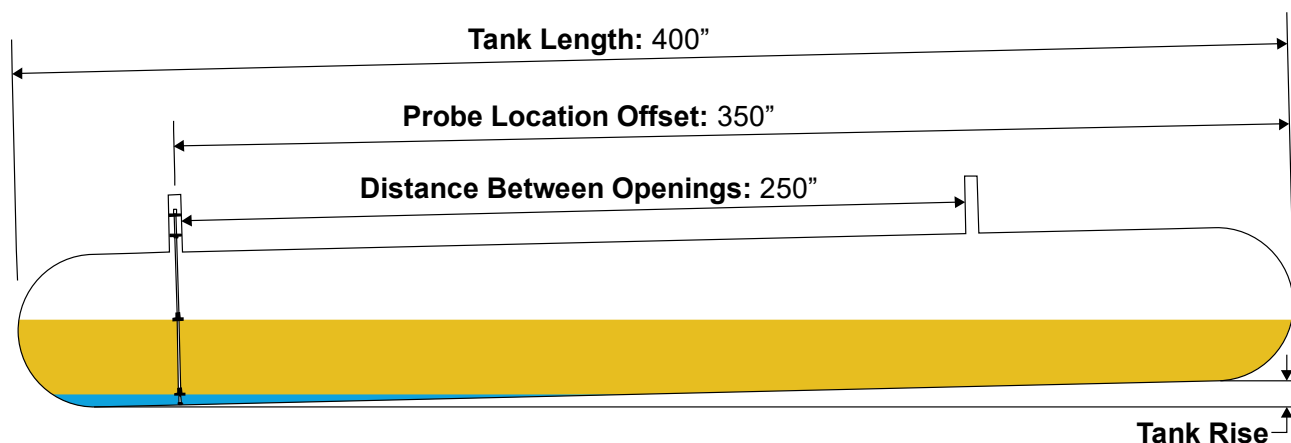 Tank Length: 400”
Probe Location Offset: 350”
Distance Between Openings: 250”
Tank Rise